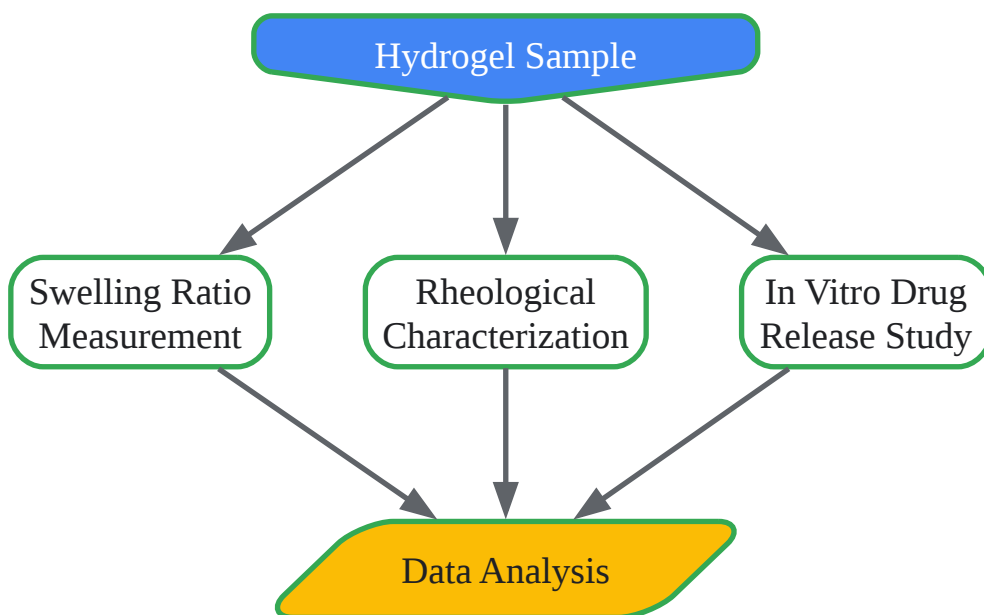 Hydrogel Sample
Swelling Ratio
Measurement
Rheological
Characterization
In Vitro Drug
Release Study
Data Analysis